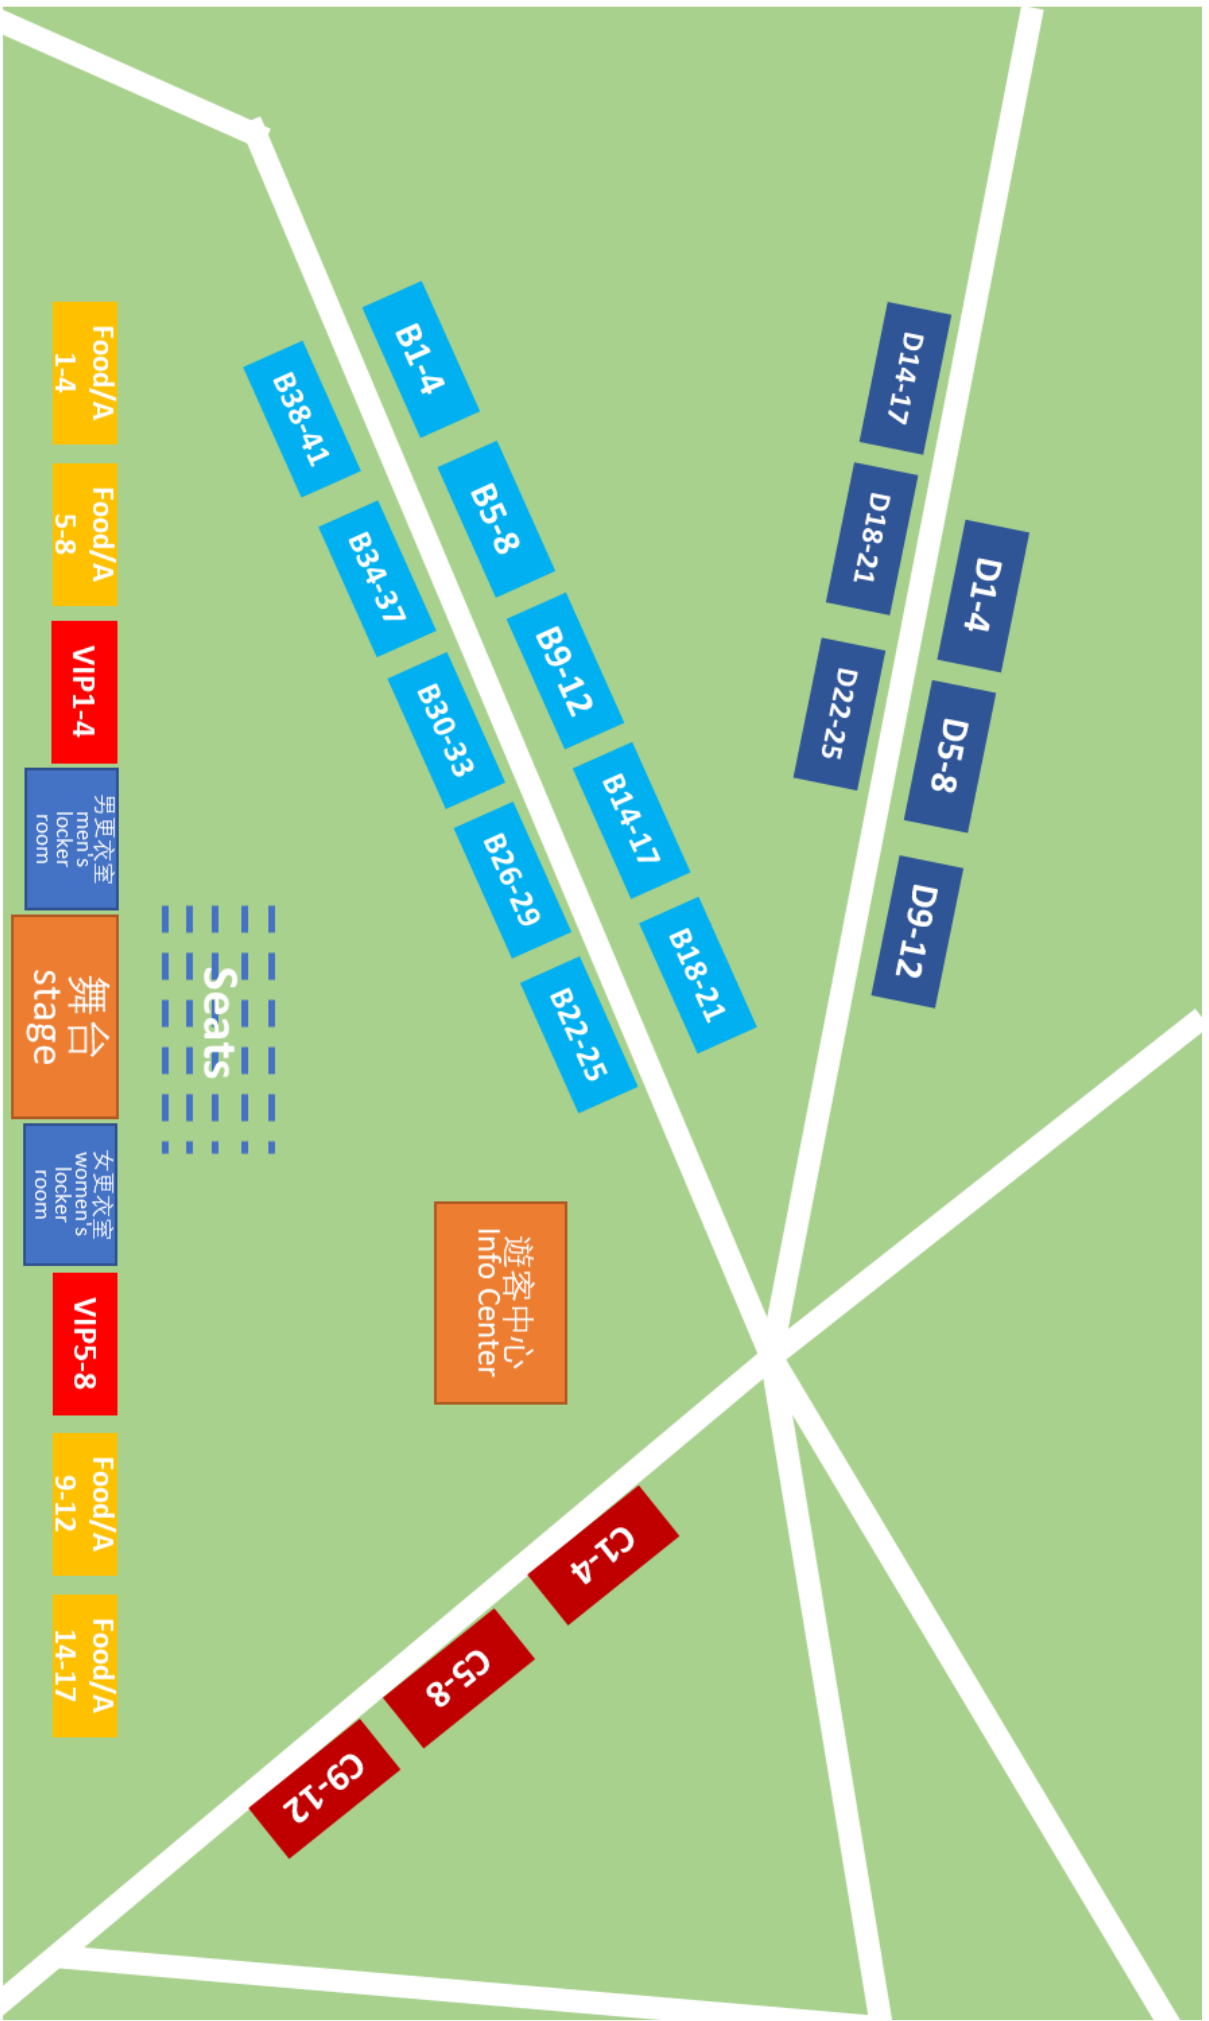 D1-4
D5-8
D9-12
D14-17
D18-21
D22-25
B1-4
B5-8
B9-12
B14-17
B18-21
B38-41
B34-37
B30-33
B26-29
B22-25
遊客中心
Info Center
C1-4
C5-8
C9-12
Seats
Food/A
1-4
Food/A
5-8
VIP1-4
男更衣室
men's
locker
room
舞台
stage
女更衣室
women's
locker
room
VIP5-8
Food/A
9-12
Food/A
14-17